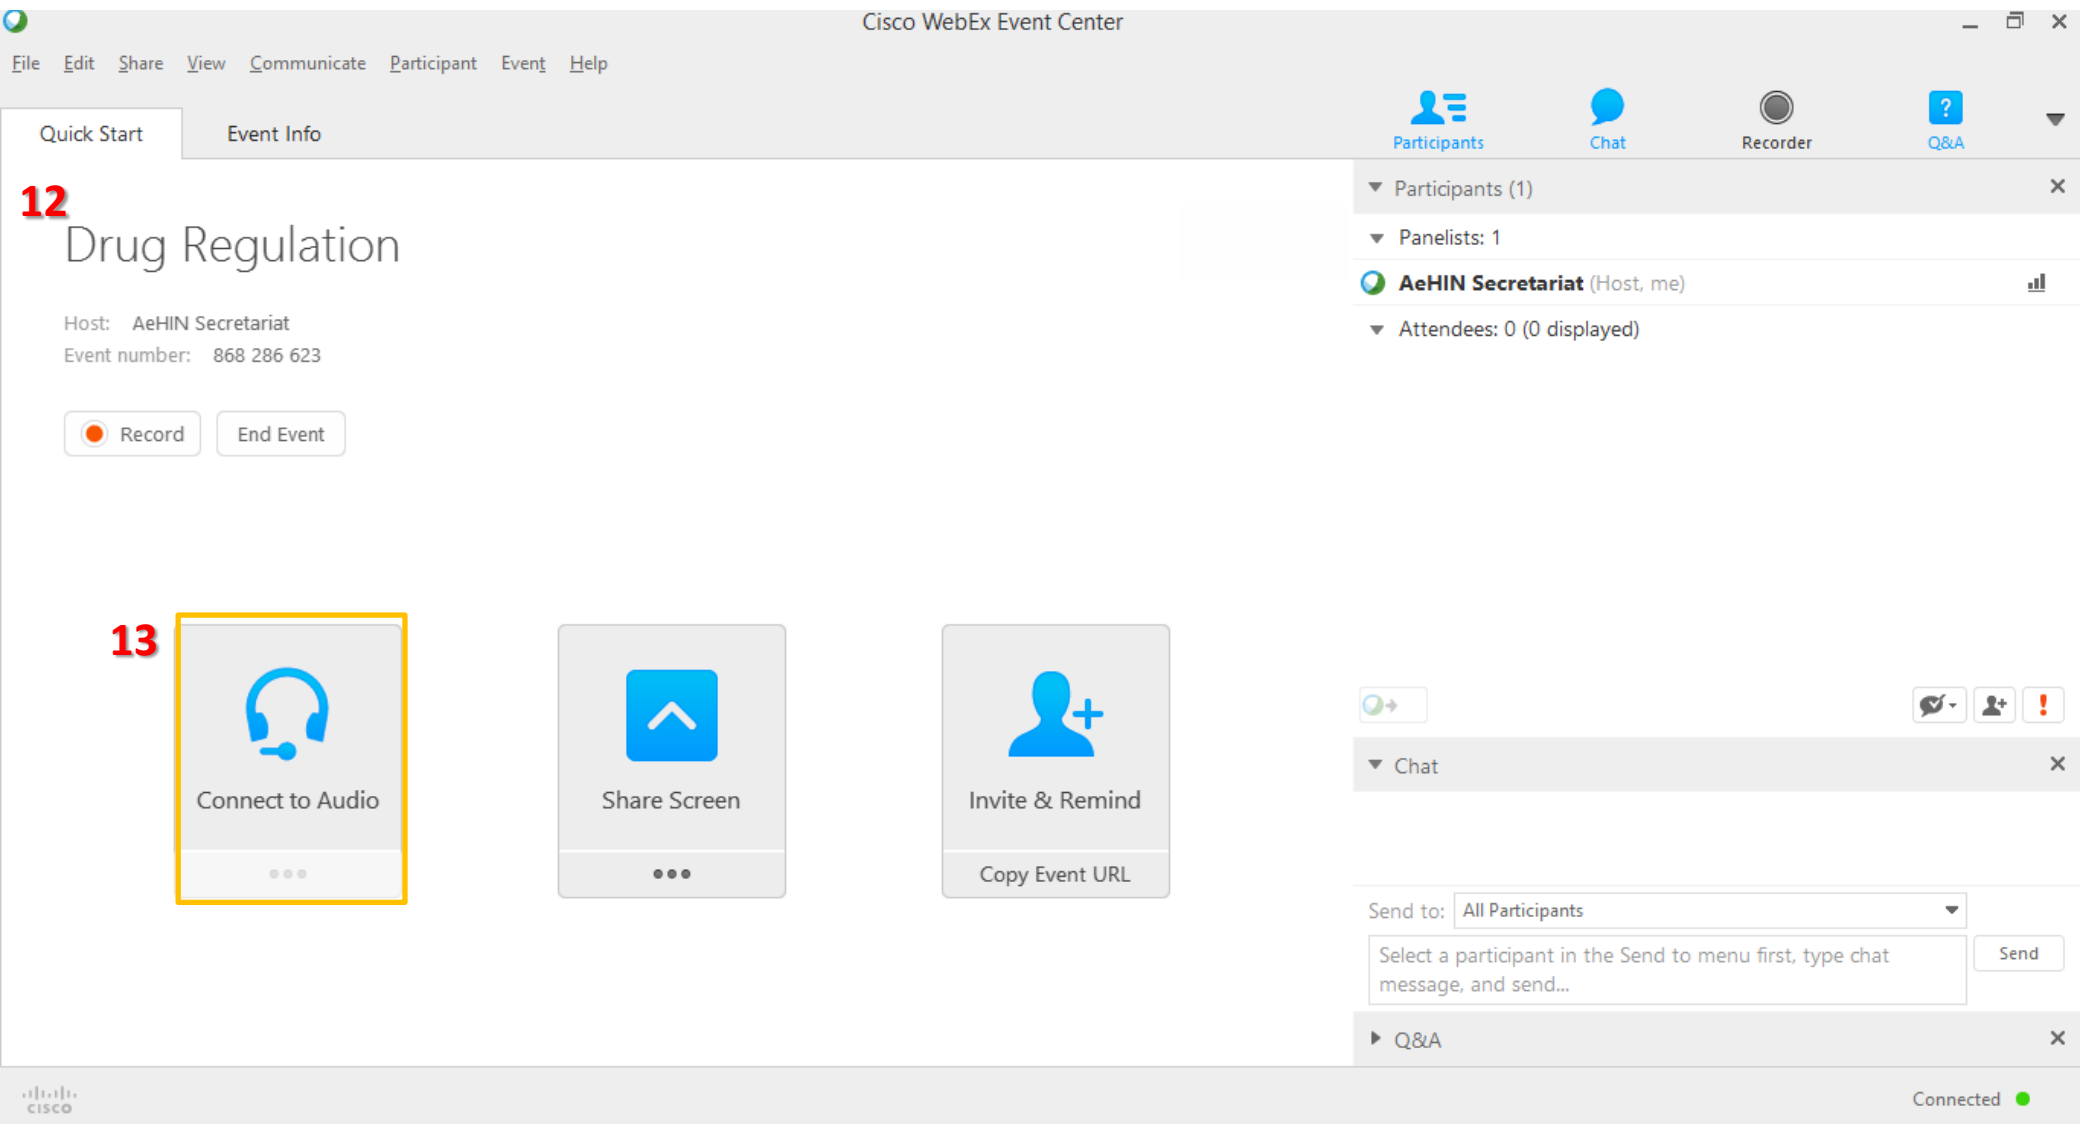 Cisco WebEx Event Center
File Edit Share View Communicate Participant Event Help
Quick Start Event Info
Participants Chat Recorder Q&A
12
Drug Regulation
Host: AeHIN Secretariat
Event number: 868 286 623
Record End Event
13
Connect to Audio
Share Screen
Invite & Remind
Copy Event URL
Participants (1)
Panelists: 1
AeHIN Secretariat (Host, me)
Attendees: 0 (0 displayed)
Chat
Send to: All Participants
Select a participant in the Send to menu first, type chat
message, and send...
Send
Q&A
CISCO
Connected